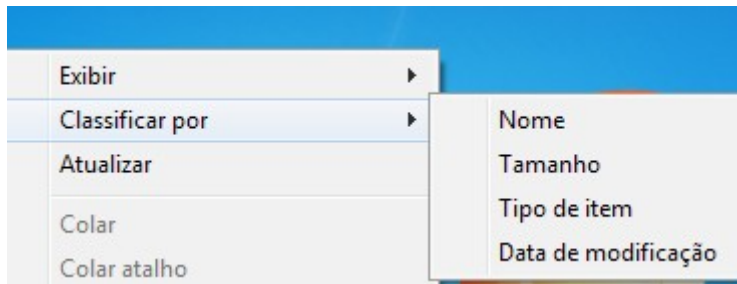 Exibir
Classificar por
Atualizar
Colar
Colar atalho
Nome
Tamanho
Tipo de item
Data de modificação